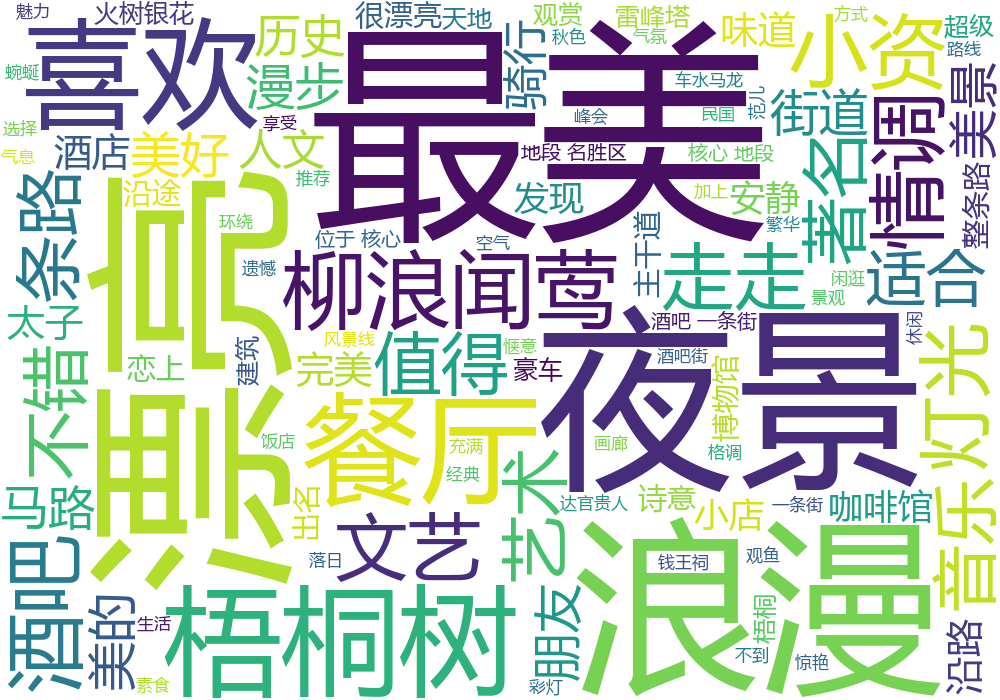 魅力
火树银花
很漂亮
天地
观赏
雷峰塔
方式
喜欢
历史
骑行
秋色
气氛
味道
小资
超级
路线
蜿蜒
漫步
最美
车水马龙
范儿
街道
情调
美景
选择
享受
峰会
民国
气息
酒店
美好
人文
地段 名胜区
核心 地段
著名
条路
沿途
推荐
发现
加上
安静
整条路
环绕
位于 核心
空气
主干道
繁华
遗憾
柳浪闻莺
走走
闲逛
适合
景观
太子
风景线
酒吧 一条街
休闲
不错
恋上
建筑
完美
值得
惬意
豪车
酒吧街
夜景
灯光
博物馆
饭店
餐厅
充满
画廊
格调
马路
经典
艺术
达官贵人
诗意
一条街
咖啡馆
出名
文艺
小店
音乐
酒吧
落日
钱王祠
观鱼
浪漫
美的
梧桐树
朋友
梧桐
生活
不到
惊艳
沿路
素食
彩灯